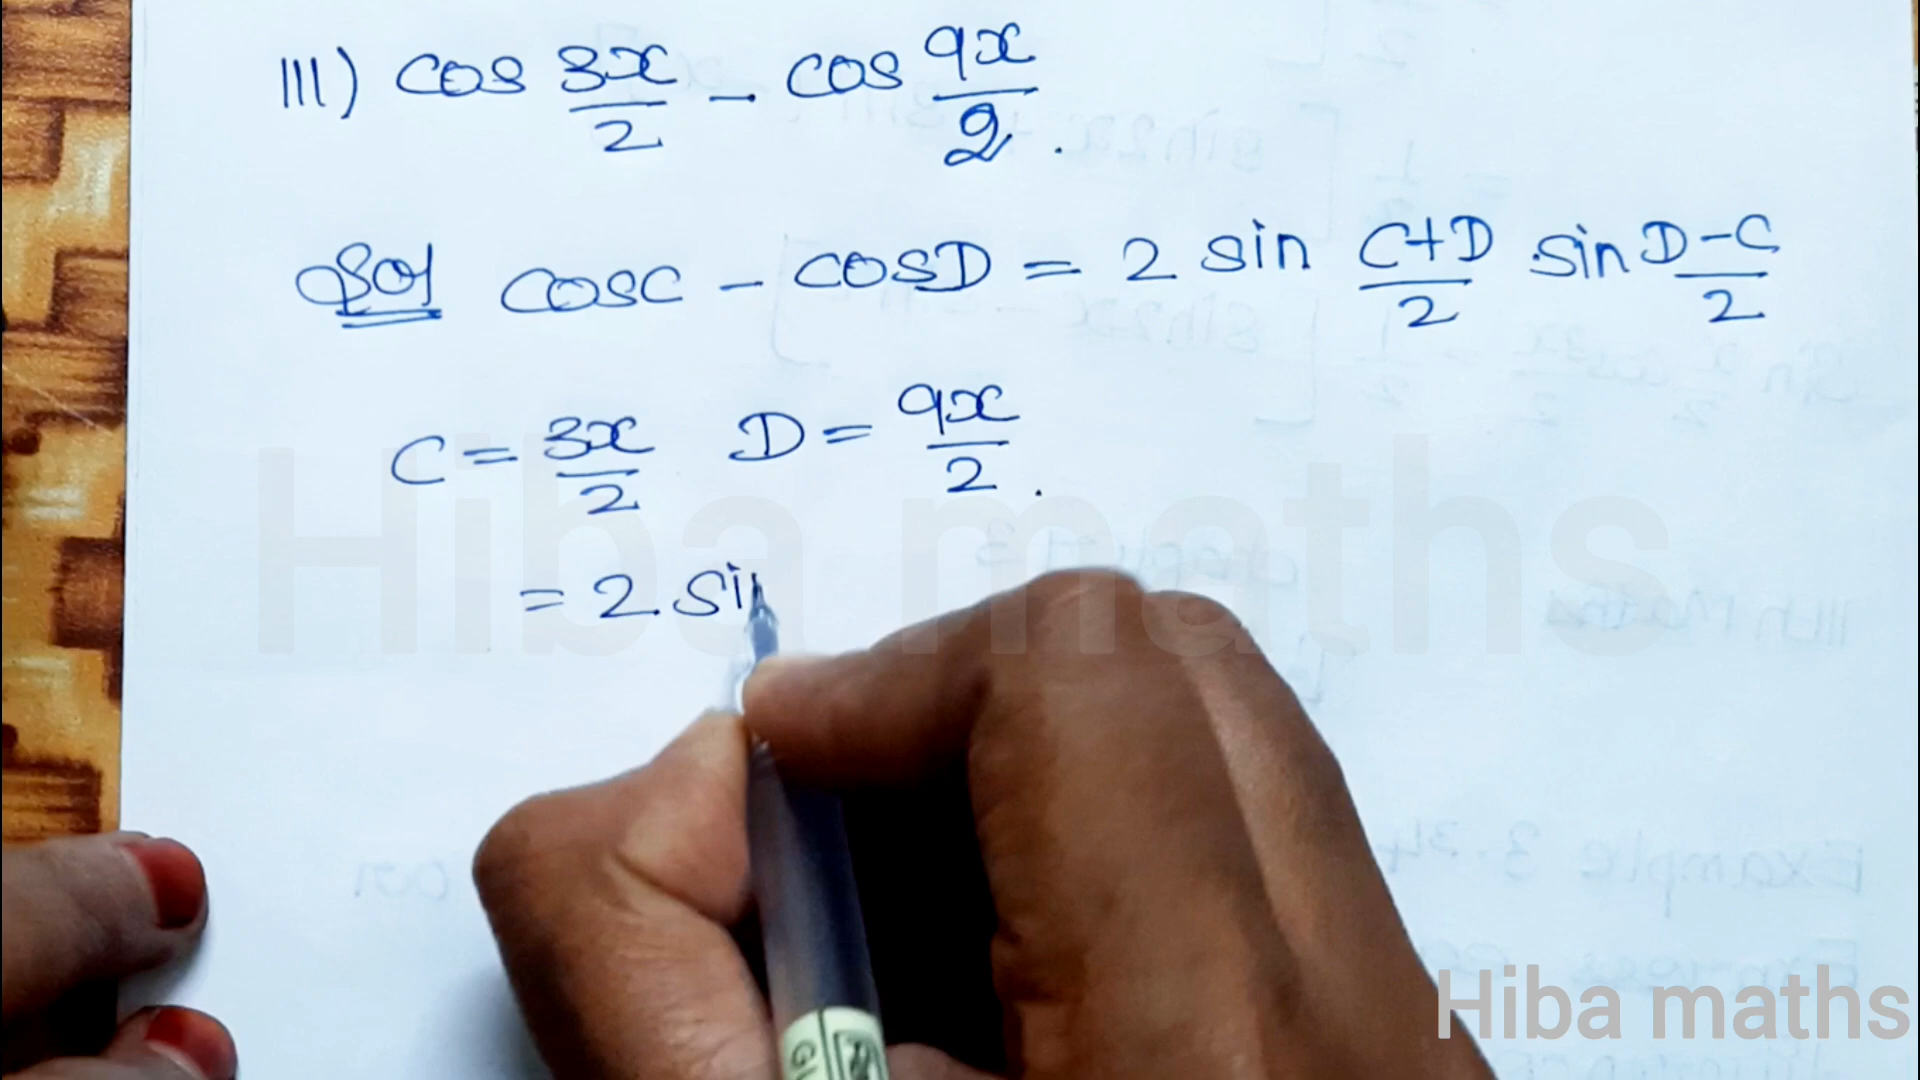 III) cos 3x/2 - cos 9x/2.
Sol cosC - cosD = 2 sin C+D/2 sin D-C/2
C = 3x/2 D = 9x/2.
= 2. Sin
Hiba maths
Hiba maths